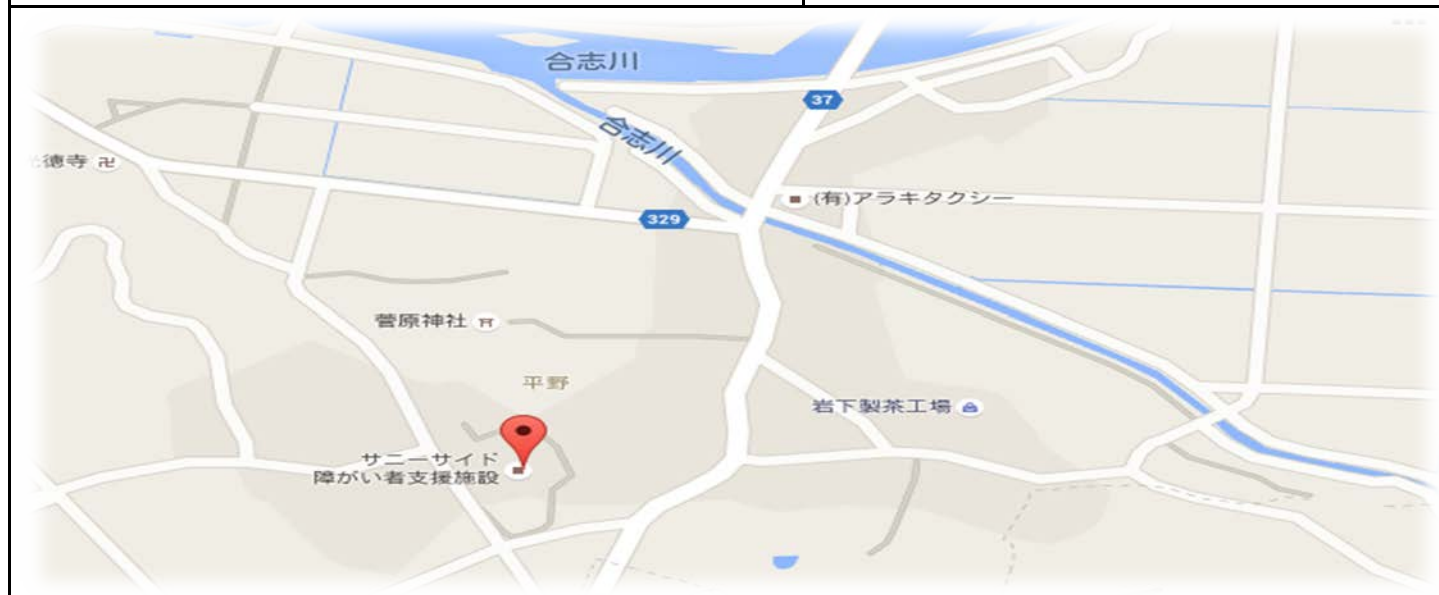 合志川
37
合志川
徳寺
(有)アラキタクシー
329
菅原神社
平野
岩下製茶工場
サニーサイド
障がい者支援施設